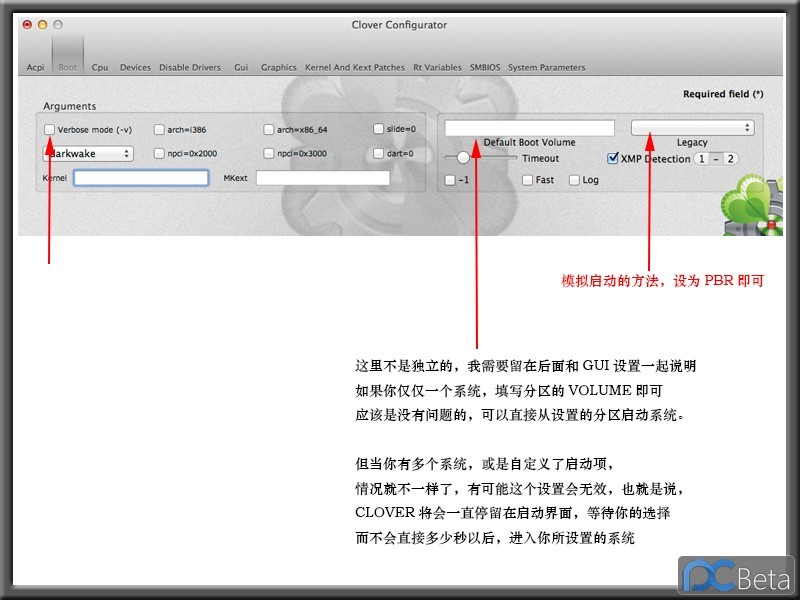 Clover Configurator
Acpi Boot Cpu Devices Disable Drivers Gui Graphics Kernel And Kext Patches Rt Variables SMBIOS System Parameters
Required field (*)
Arguments
Verbose mode (-v) arch=i386 arch=x86_64 slide=0
darkwake npci=0x2000 npci=0x3000 dart=0
Kernel MKext
Default Boot Volume Legacy
Timeout XMP Detection 1 - 2
-1 Fast Log
模拟启动的方法，设为 PBR 即可
这里不是独立的，我需要留在后面和 GUI 设置一起说明
如果你仅仅一个系统，填写分区的 VOLUME 即可
应该是没有问题的，可以直接从设置的分区启动系统。
但当你有多个系统，或是自定义了启动项，
情况就不一样了，有可能这个设置会无效，也就是说，
CLOVER 将会一直停留在启动界面，等待你的选择
而不会直接多少秒以后，进入你所设置的系统
PCBeta